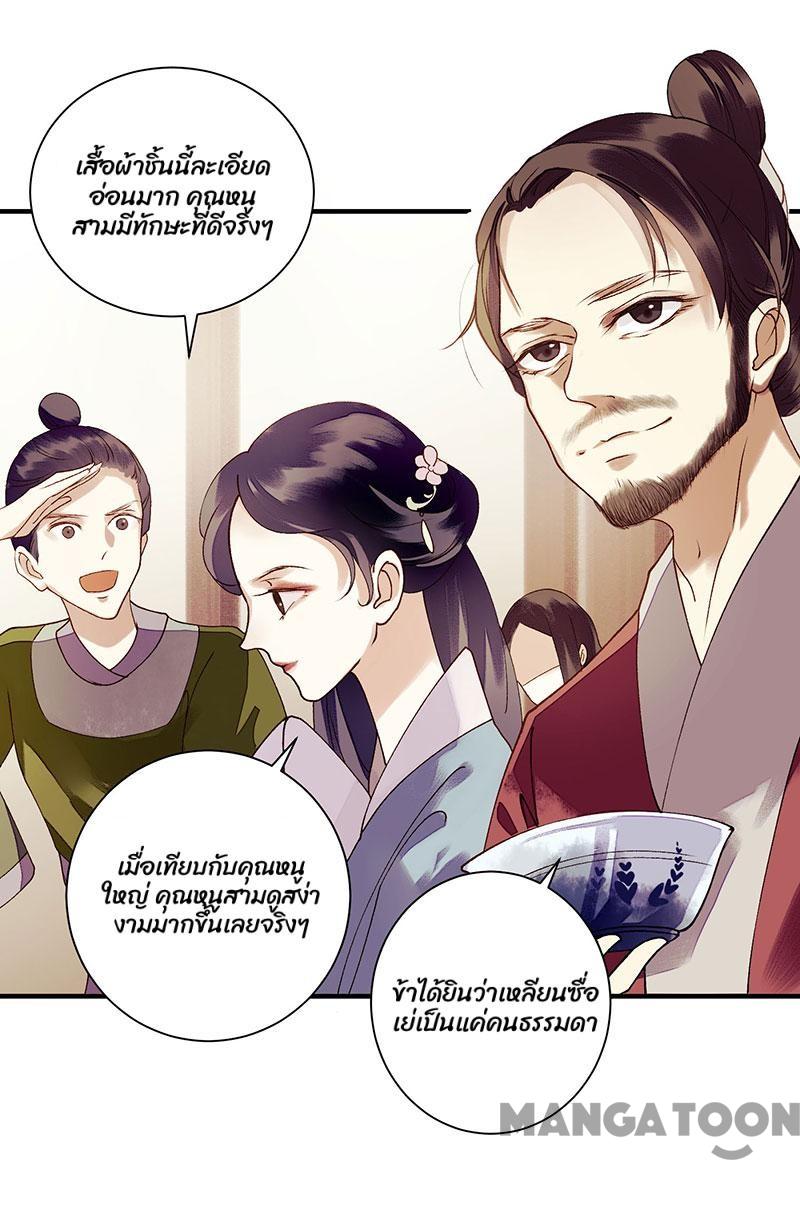 เสื้อผ้าชิ้นนี้ละเอียด
อ่อนมาก คุณหนู
สามมีทักษะที่ดีจริงๆ
เมื่อเทียบกับคุณหนู
ใหญ่ คุณหนูสามดูสง่า
งามมากขึ้นเลยจริงๆ
ข้าได้ยินว่าเหลียนซื่อ
เย่เป็นแค่คนธรรมดา
MANGATOON